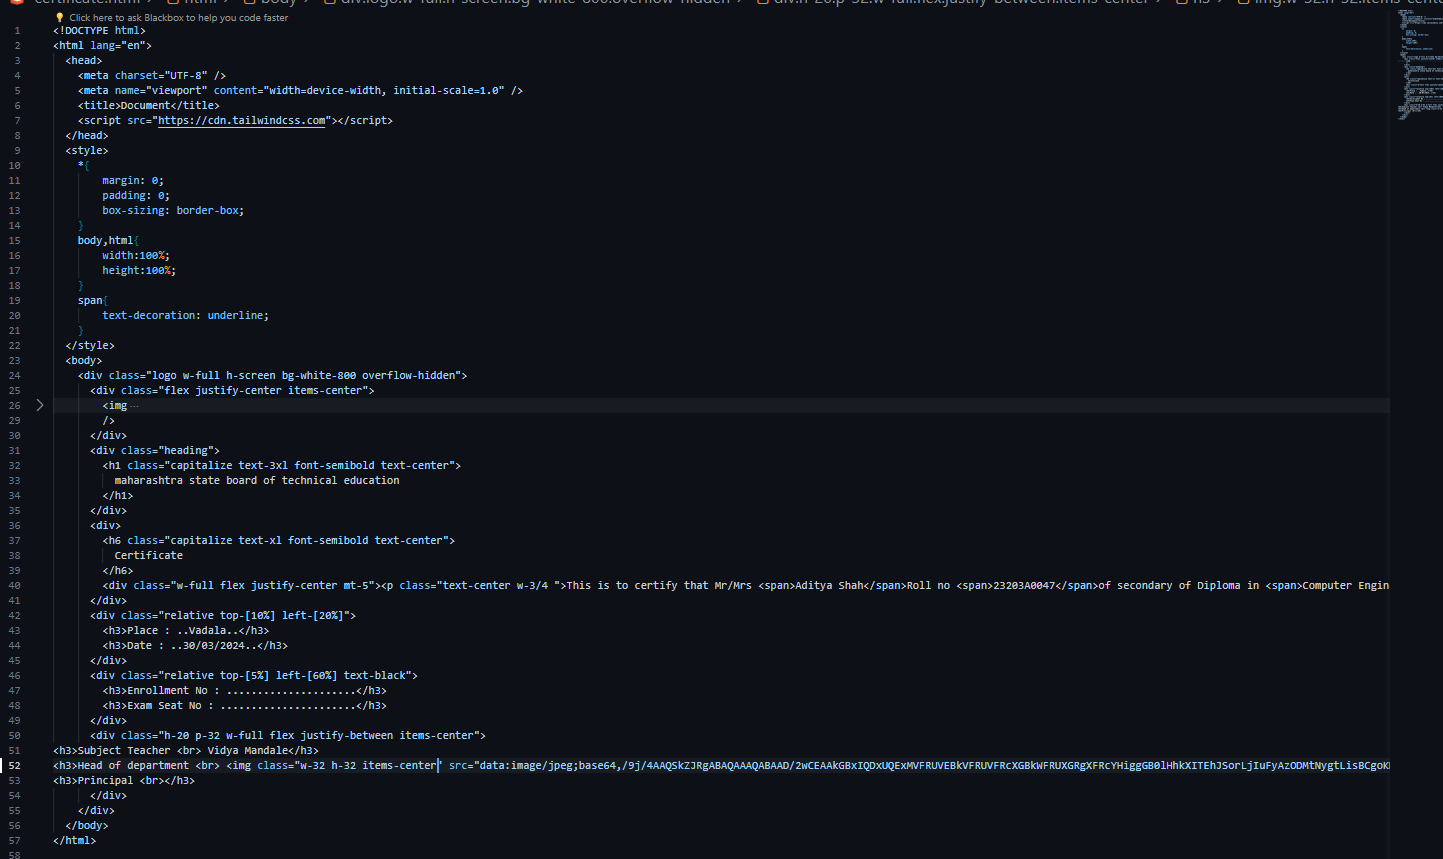 certificate.html › html › body › div.logo.w-full.h-screen.bg-white-800.overflow-hidden › div.h-20.p-32.w-full.flex.justify-between.items-center › h3 › img.w-32.h-32.items-center
Click here to ask Blackbox to help you code faster
1 <!DOCTYPE html>
2 <html lang="en">
3 <head>
4 <meta charset="UTF-8" />
5 <meta name="viewport" content="width=device-width, initial-scale=1.0" />
6 <title>Document</title>
7 <script src="https://cdn.tailwindcss.com"></script>
8 </head>
9 <style>
10 *{
11 margin: 0;
12 padding: 0;
13 box-sizing: border-box;
14 }
15 body,html{
16 width:100%;
17 height:100%;
18 }
19 span{
20 text-decoration: underline;
21 }
22 </style>
23 <body>
24 <div class="logo w-full h-screen bg-white-800 overflow-hidden">
25 <div class="flex justify-center items-center">
26 <img ...
29 />
30 </div>
31 <div class="heading">
32 <h1 class="capitalize text-3xl font-semibold text-center">
33 maharashtra state board of technical education
34 </h1>
35 </div>
36 <div>
37 <h6 class="capitalize text-xl font-semibold text-center">
38 Certificate
39 </h6>
40 <div class="w-full flex justify-center mt-5"><p class="text-center w-3/4 ">This is to certify that Mr/Mrs <span>Aditya Shah</span>Roll no <span>23203A0047</span>of secondary of Diploma in <span>Computer Engin
41 </div>
42 <div class="relative top-[10%] left-[20%]">
43 <h3>Place : ..Vadala..</h3>
44 <h3>Date : ..30/03/2024..</h3>
45 </div>
46 <div class="relative top-[5%] left-[60%] text-black">
47 <h3>Enrollment No : .....................</h3>
48 <h3>Exam Seat No : ......................</h3>
49 </div>
50 <div class="h-20 p-32 w-full flex justify-between items-center">
51 <h3>Subject Teacher <br> Vidya Mandale</h3>
52 <h3>Head of department <br> <img class="w-32 h-32 items-center" src="data:image/jpeg;base64,/9j/4AAQSkZJRgABAQAAAQABAAD/2wCEAAkGBxIQDxUQExMVFRUVEBkVFRUVFRcXGBkWFRUXGRgXFRcYHiggGB0lHhkXITEhJSorLjIuFyAzODMtNygtLisBCgoK
53 <h3>Principal <br></h3>
54 </div>
55 </div>
56 </body>
57 </html>
58